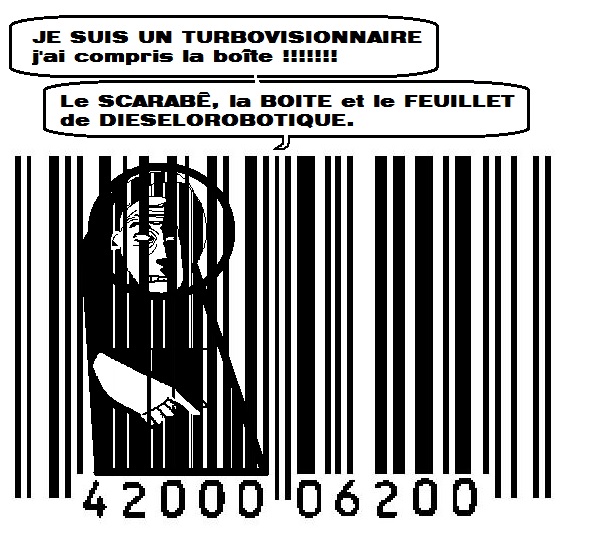 JE SUIS UN TURBOVISIONNAIRE
j'ai compris la boîte !!!!!!!
Le SCARABÊ, la BOITE et le FEUILLET
de DIESELOROBOTIQUE.
42000 06200